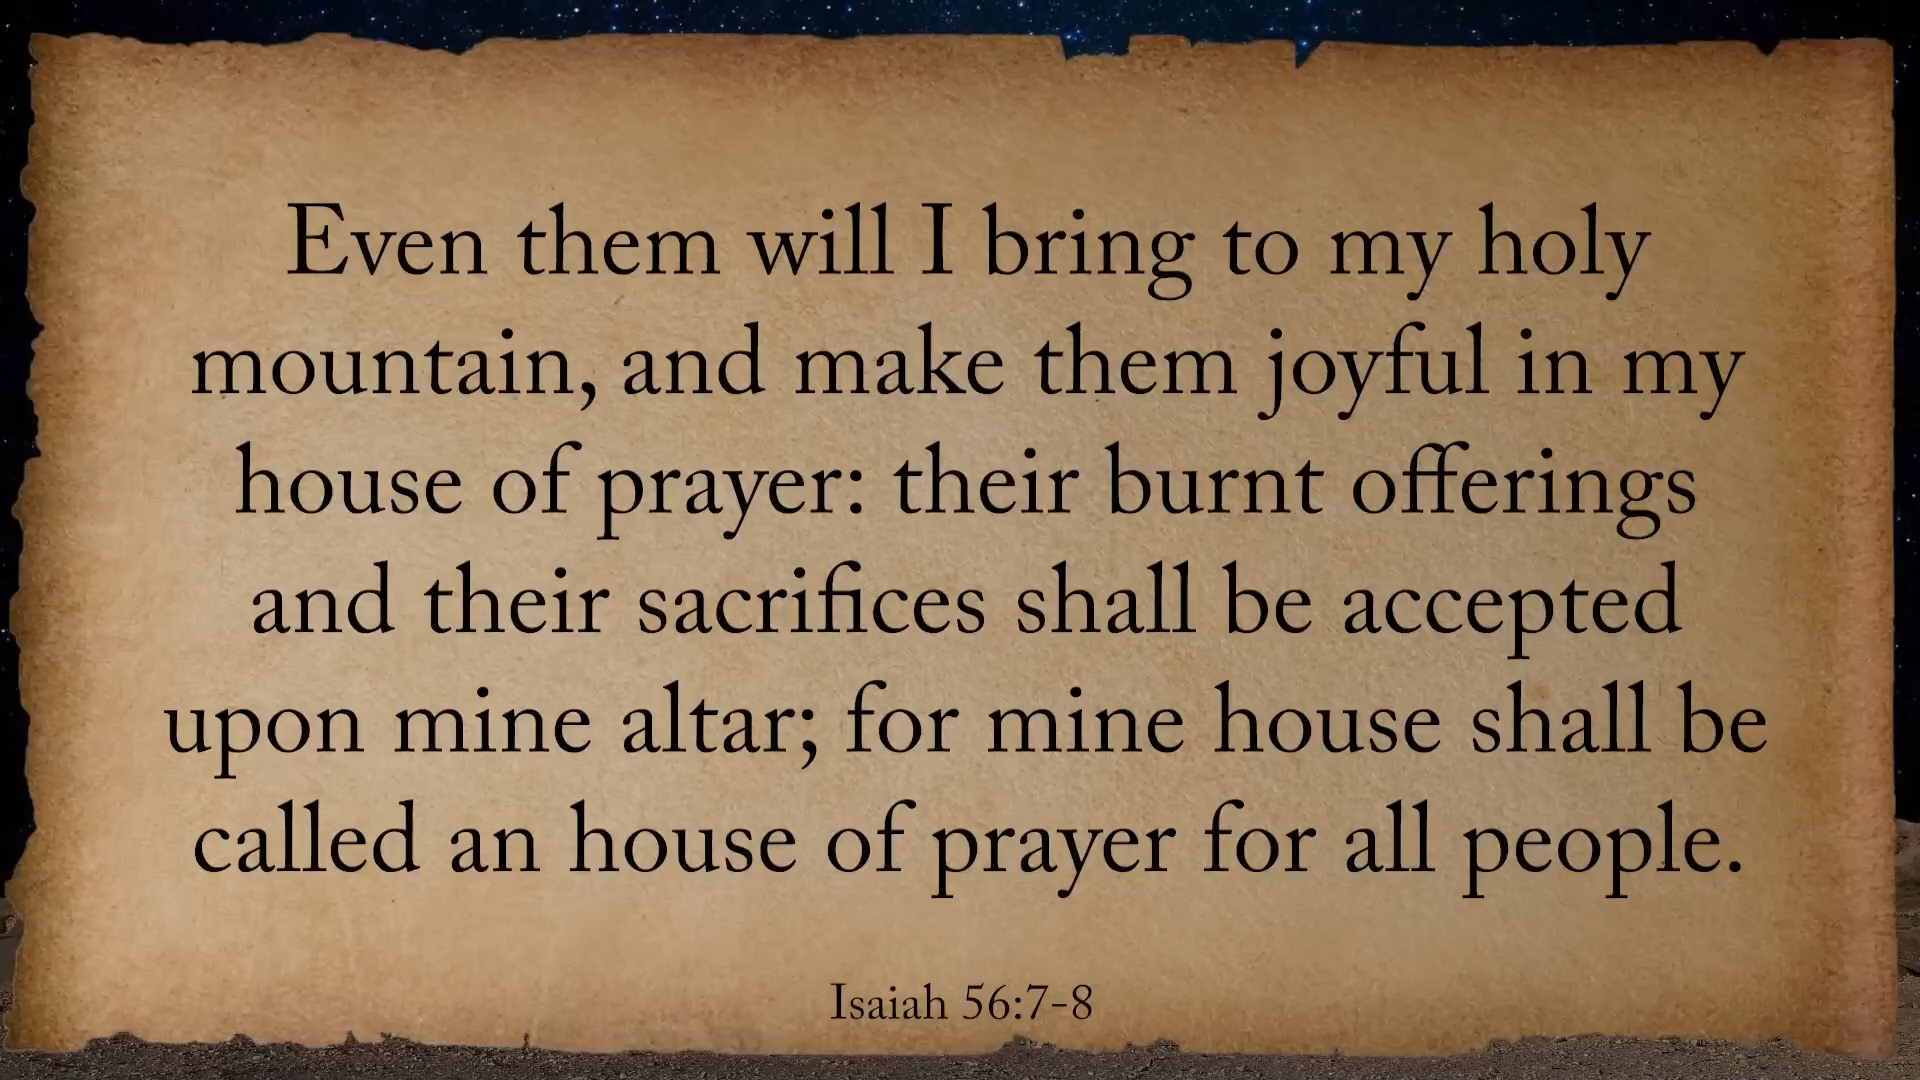 Even them will I bring to my holy
mountain, and make them joyful in my
house of prayer: their burnt offerings
and their sacrifices shall be accepted
upon mine altar; for mine house shall be
called an house of prayer for all people.
Isaiah 56:7-8